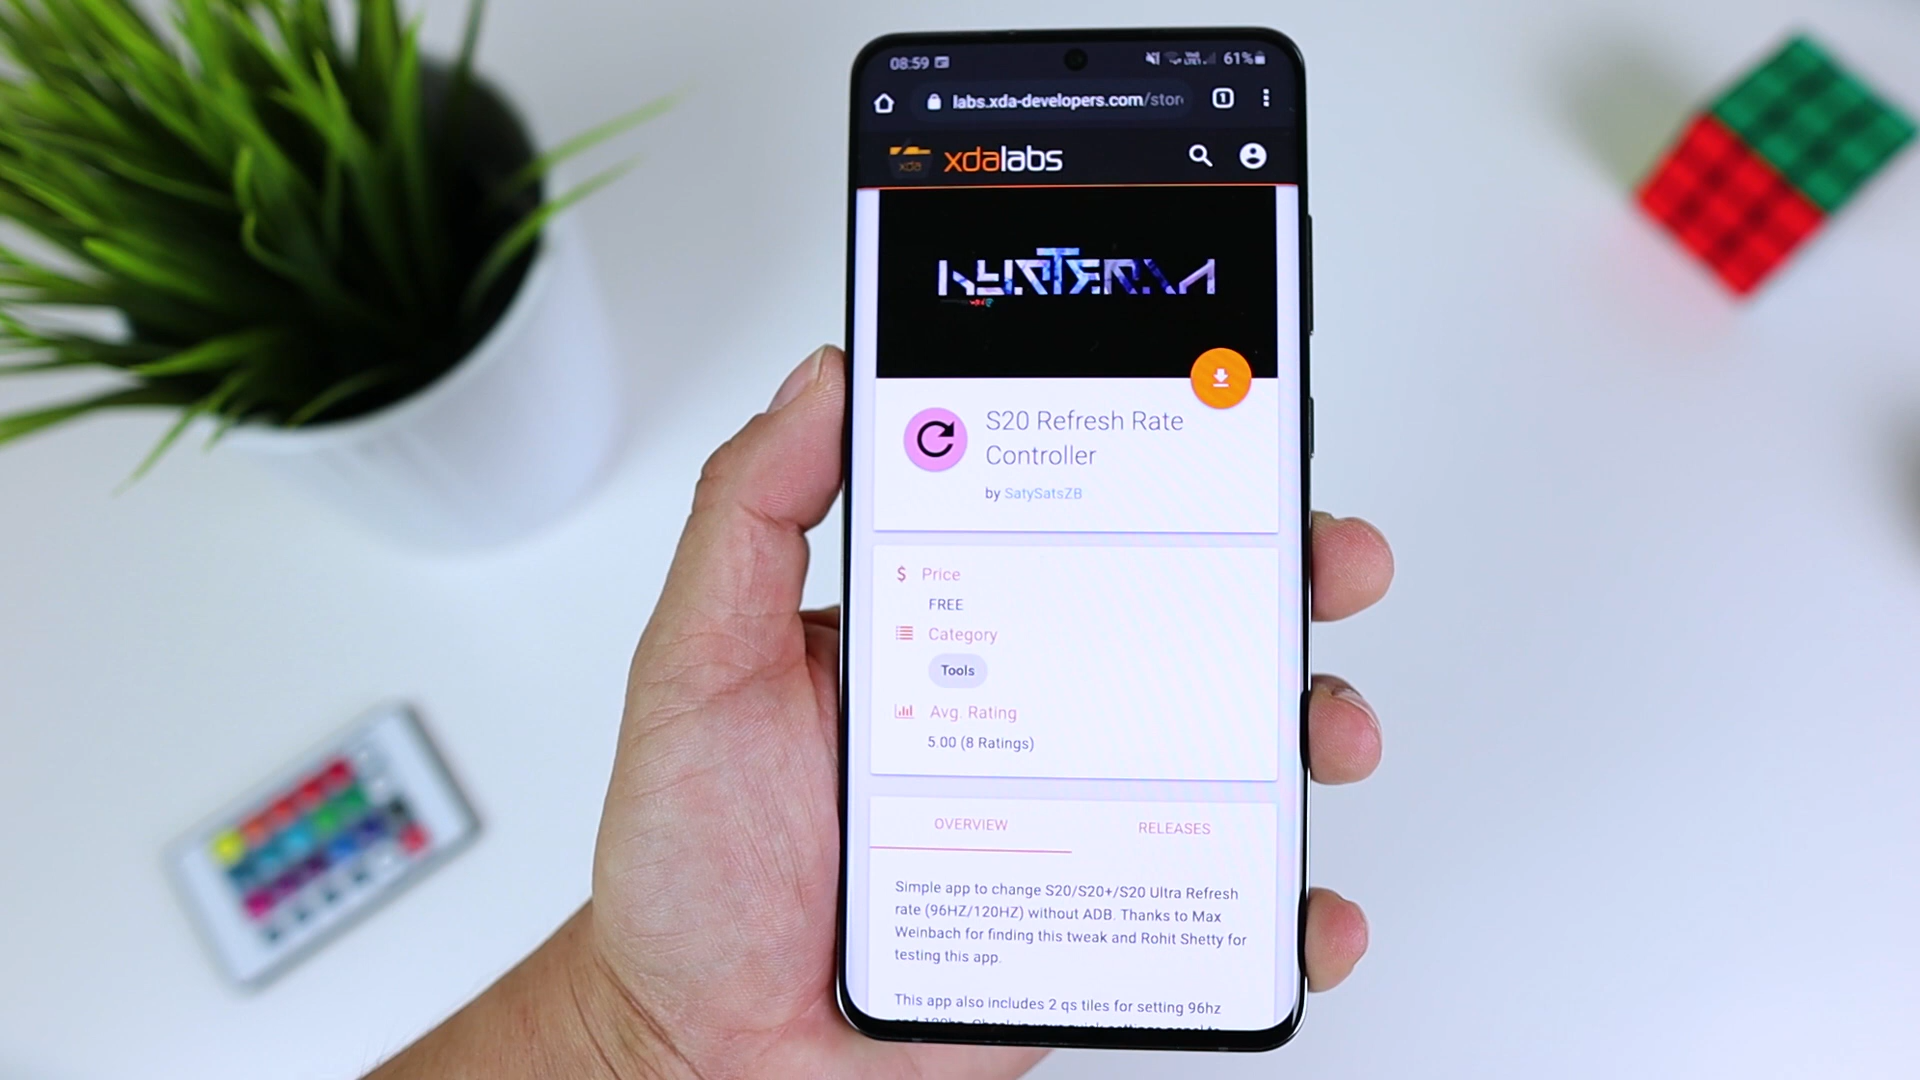 08:59
61%
labs.xda-developers.com/stor
1
xda
xdalabs
S20 Refresh Rate
Controller
by SatySatsZB
$ Price
FREE
Category
Tools
Avg. Rating
5.00 (8 Ratings)
OVERVIEW
RELEASES
Simple app to change S20/S20+/S20 Ultra Refresh
rate (96HZ/120HZ) without ADB. Thanks to Max
Weinbach for finding this tweak and Rohit Shetty for
testing this app.
This app also includes 2 qs tiles for setting 96hz